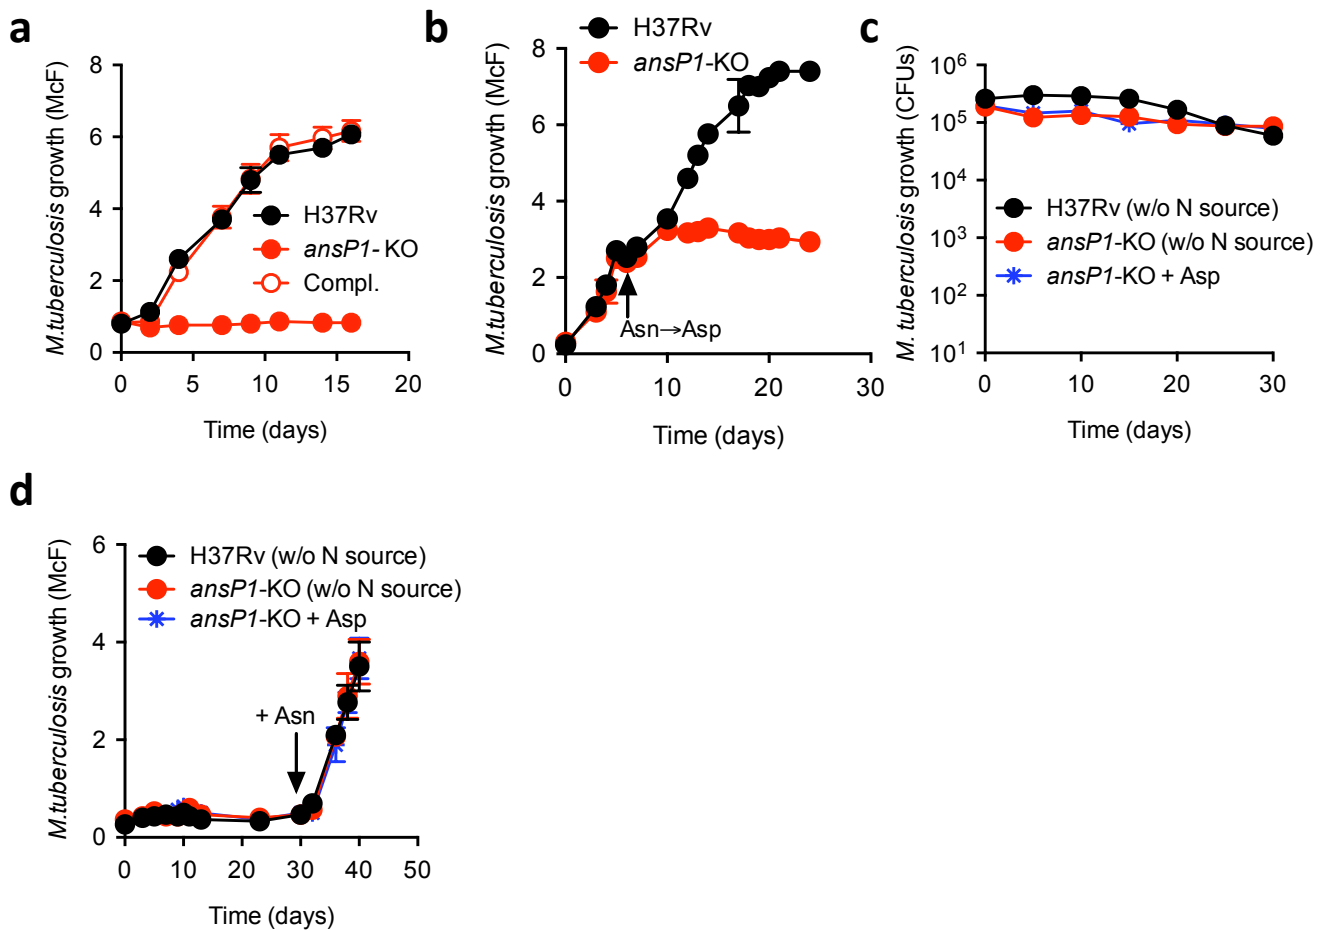 a
M.tuberculosis growth (McF)
8
6
4
2
0
H37Rv
ansP1- KO
Compl.
0 5 10 15 20
Time (days)
b
M.tuberculosis growth (McF)
H37Rv
ansP1-KO
8
6
4
2
0
Asn→Asp
0 10 20 30
Time (days)
c
M. tuberculosis growth (CFUs)
10⁶
10⁵
10⁴
10³
10²
10¹
H37Rv (w/o N source)
ansP1-KO (w/o N source)
ansP1-KO + Asp
0 10 20 30
Time (days)
d
M.tuberculosis growth (McF)
6
4
2
0
H37Rv (w/o N source)
ansP1-KO (w/o N source)
ansP1-KO + Asp
+ Asn
0 10 20 30 40 50
Time (days)